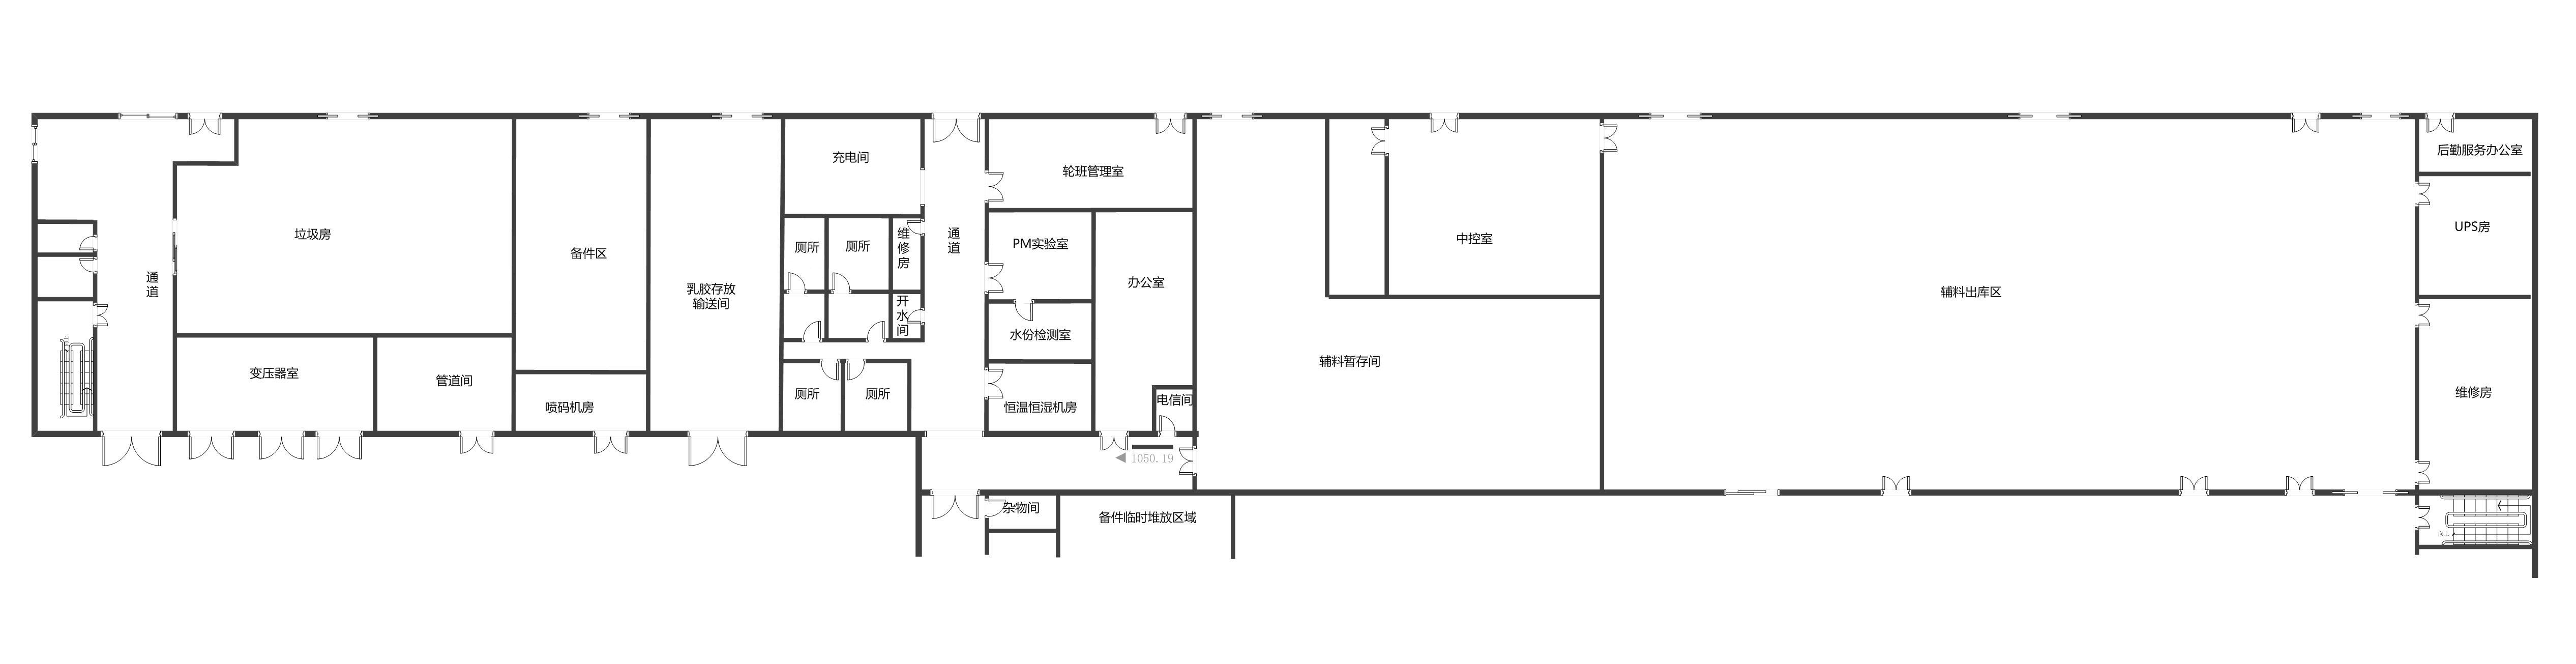 通
道
垃圾房
变压器室
管道间
备件区
喷码机房
乳胶存放
输送间
充电间
厕所
厕所
维
修
房
开
水
间
厕所
厕所
通
道
轮班管理室
PM实验室
水份检测室
恒温恒湿机房
办公室
电信间
1050.19
杂物间
备件临时堆放区域
辅料暂存间
中控室
辅料出库区
后勤服务办公室
UPS房
维修房
向上